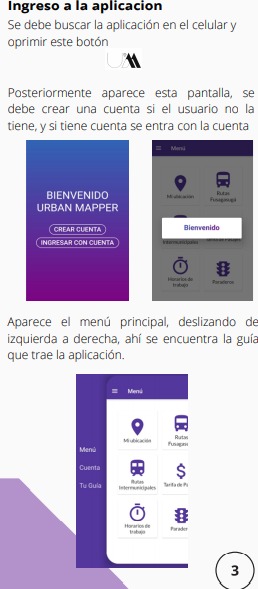 Ingreso a la aplicacion
Se debe buscar la aplicación en el celular y
oprimir este botón
UM
Posteriormente aparece esta pantalla, se
debe crear una cuenta si el usuario no la
tiene, y si tiene cuenta se entra con la cuenta
BIENVENIDO
URBAN MAPPER
CREAR CUENTA
INGRESAR CON CUENTA
Menú
Mi ubicación
Rutas
Fusagasugá
Bienvenido
Intermunicipales
Horarios de
trabajo
Paraderos
Aparece el menú principal, deslizando de
izquierda a derecha, ahí se encuentra la guía
que trae la aplicación.
Menú
Cuenta
Tu Guía
Menú
Mi ubicación
Rutas
Fusagas
Rutas
Intermunicipales
Tarifa de Pa
Horarios de
trabajo
Parader
3